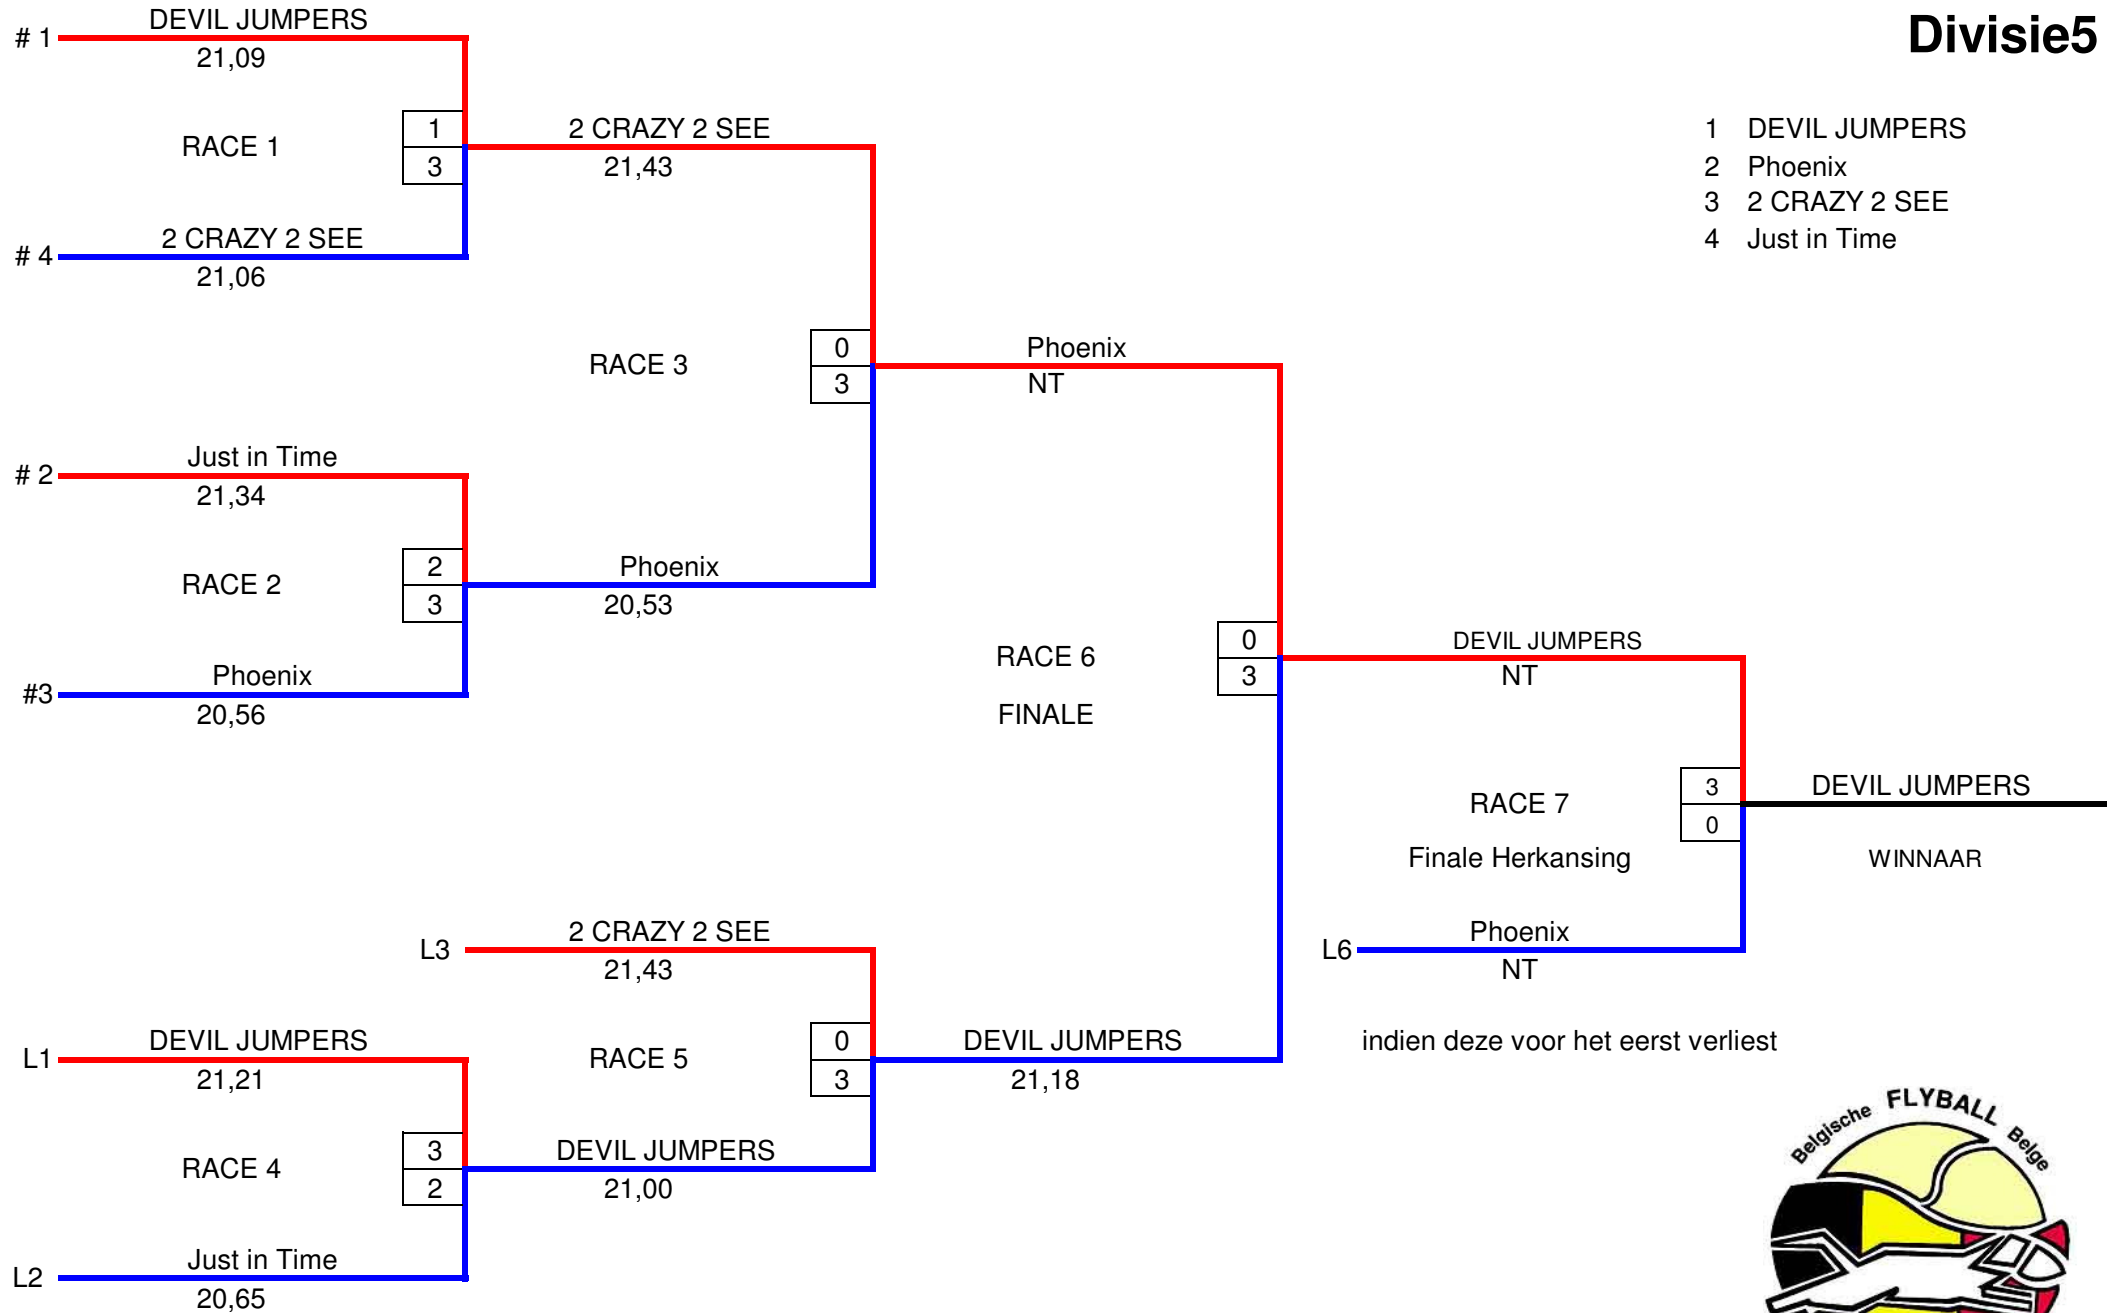 Divisie5
1 DEVIL JUMPERS
2 Phoenix
3 2 CRAZY 2 SEE
4 Just in Time
# 1 DEVIL JUMPERS
21,09
RACE 1
1
3
# 4 2 CRAZY 2 SEE
21,06
2 CRAZY 2 SEE
21,43
RACE 3
0
3
# 2 Just in Time
21,34
RACE 2
2
3
#3 Phoenix
20,56
Phoenix
20,53
Phoenix
NT
RACE 6
FINALE
0
3
DEVIL JUMPERS
NT
RACE 7
Finale Herkansing
3
0
DEVIL JUMPERS
WINNAAR
L6 Phoenix
NT
indien deze voor het eerst verliest
L3 2 CRAZY 2 SEE
21,43
RACE 5
0
3
DEVIL JUMPERS
21,18
L1 DEVIL JUMPERS
21,21
RACE 4
3
2
DEVIL JUMPERS
21,00
L2 Just in Time
20,65
Belgische FLYBALL Belge